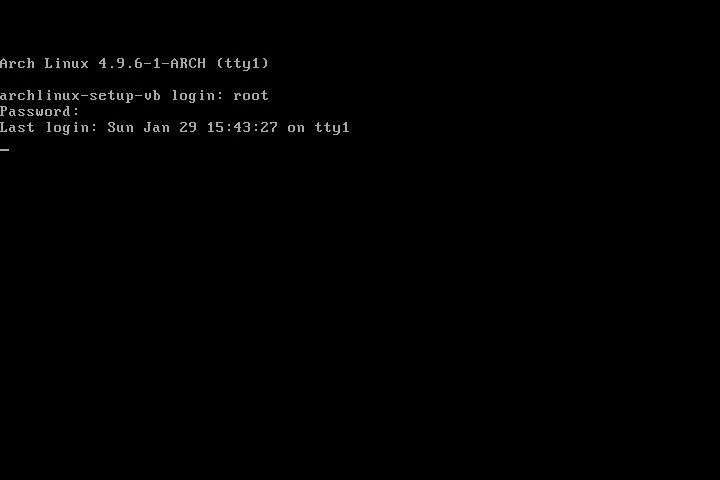 Arch Linux 4.9.6-1-ARCH (tty1)
archlinux-setup-vb login: root
Password:
Last login: Sun Jan 29 15:43:27 on tty1